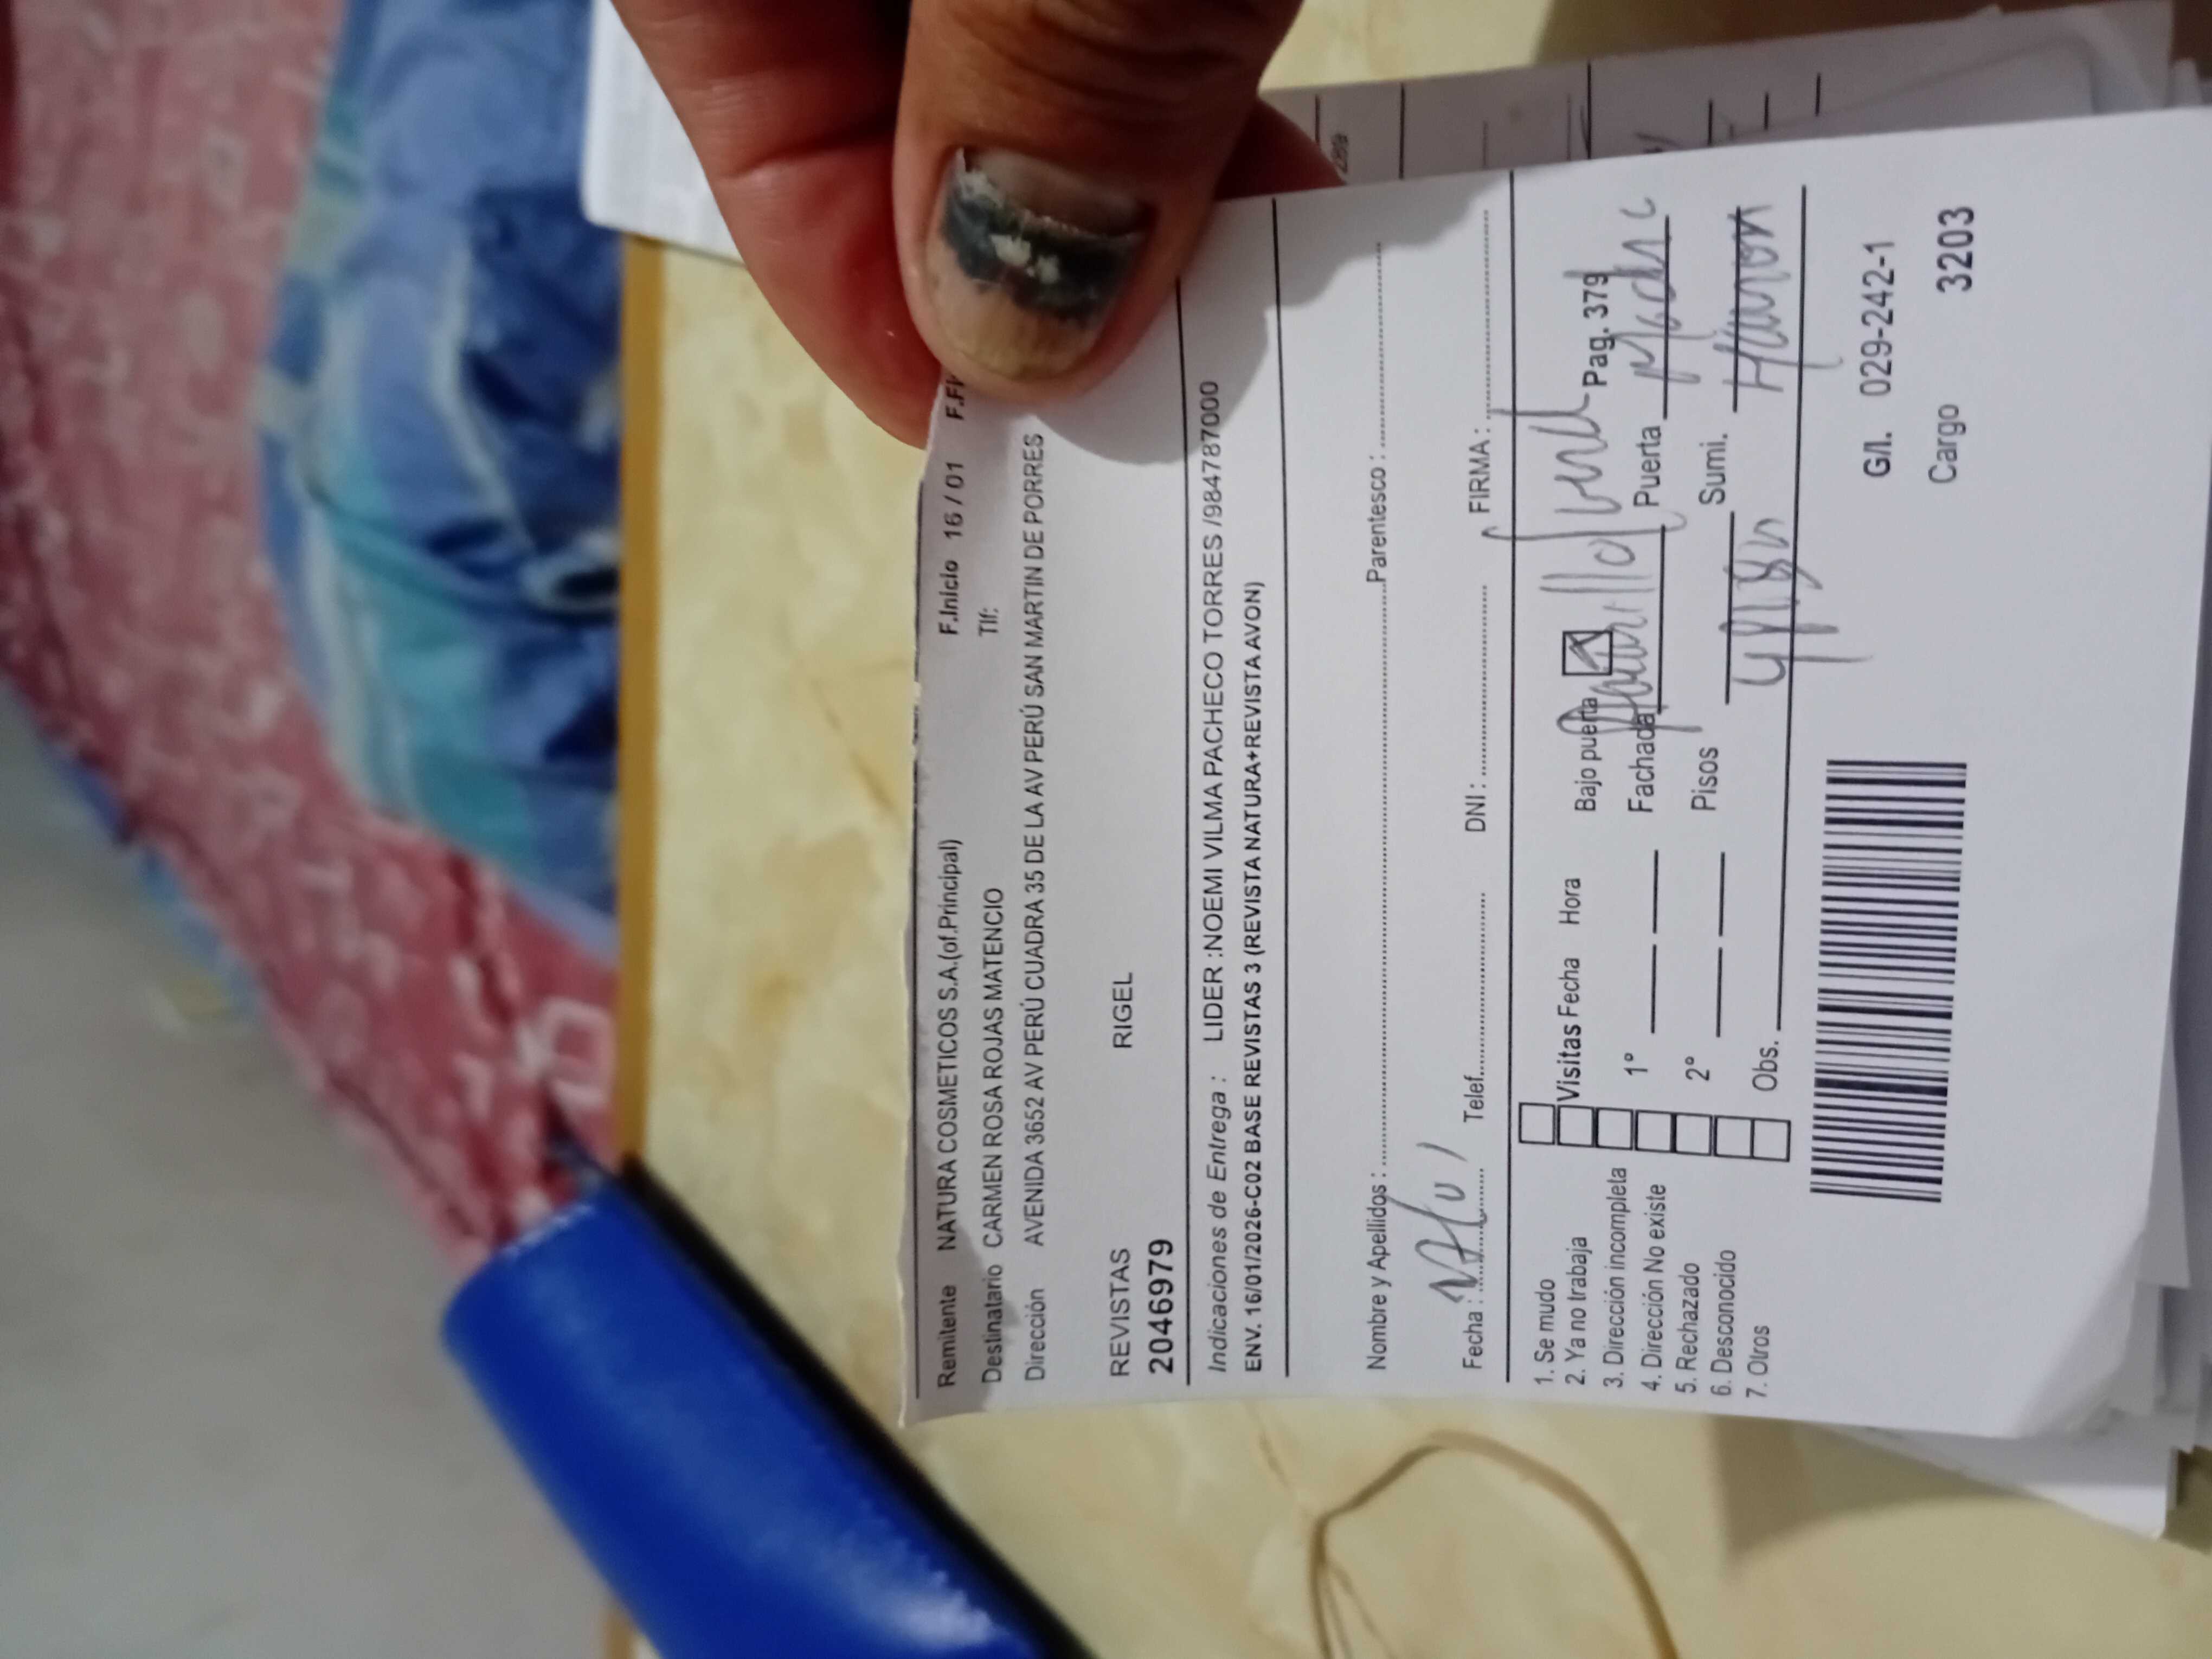 Remitente NATURA COSMETICOS S.A.(of.Principal) F.Inicio 16 / 01
Destinatario CARMEN ROSA ROJAS MATENCIO Tlf:
Dirección AVENIDA 3652 AV PERÚ CUADRA 35 DE LA AV PERÚ SAN MARTIN DE PORRES
REVISTAS RIGEL
2046979
Indicaciones de Entrega : LIDER :NOEMI VILMA PACHECO TORRES /984787000
ENV. 16/01/2026-C02 BASE REVISTAS 3 (REVISTA NATURA+REVISTA AVON)
Nombre y Apellidos : Parentesco :
Fecha : Telef. DNI : FIRMA :
1. Se mudo
2. Ya no trabaja Visitas Fecha Hora Bajo puerta Pag. 379
3. Dirección incompleta 1° Fachada Puerta
4. Dirección No existe
5. Rechazado 2° Pisos Sumi.
6. Desconocido
7. Otros Obs.
G/l. 029-242-1
Cargo 3203